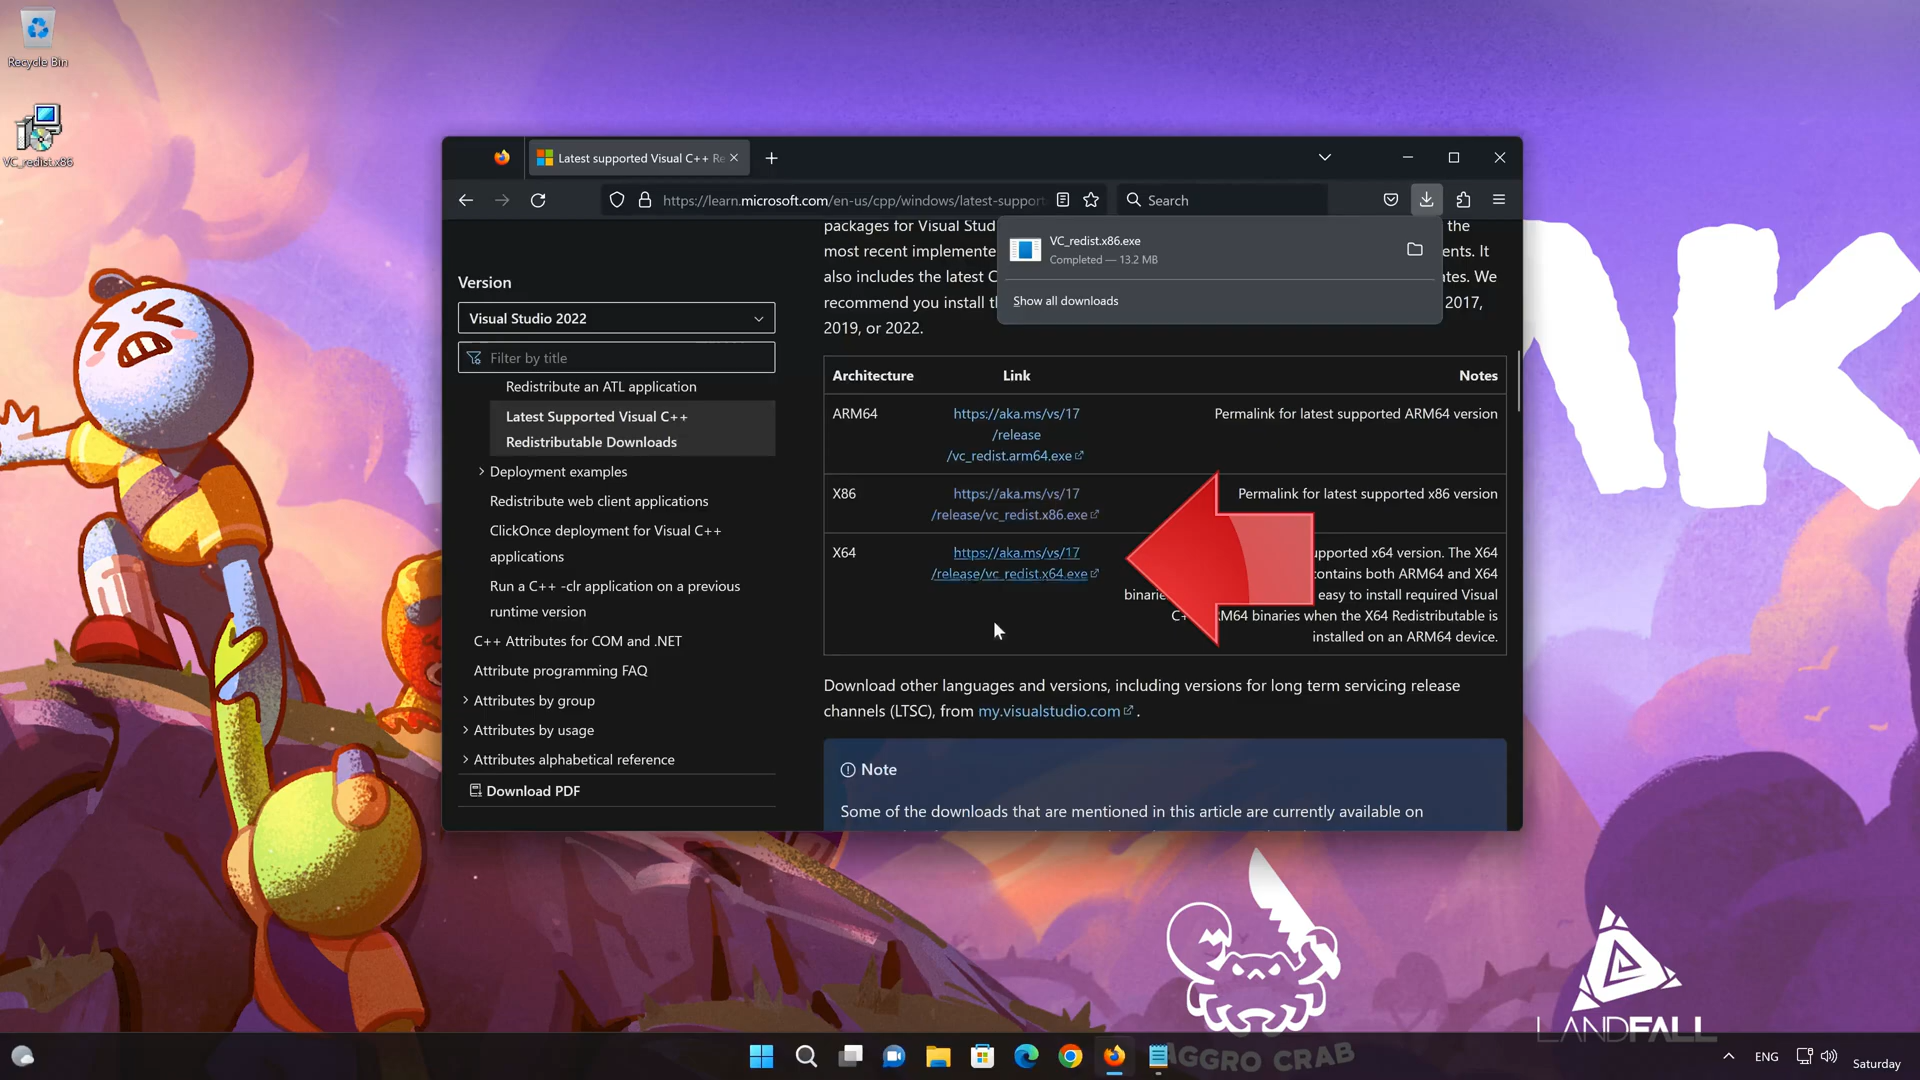 Recycle Bin
VC_redist.x86
Latest supported Visual C++ Re
https://learn.microsoft.com/en-us/cpp/windows/latest-support
Search
VC_redist.x86.exe
Completed — 13.2 MB
Show all downloads
Version
Visual Studio 2022
Filter by title
Redistribute an ATL application
Latest Supported Visual C++
Redistributable Downloads
Deployment examples
Redistribute web client applications
ClickOnce deployment for Visual C++
applications
Run a C++ -clr application on a previous
runtime version
C++ Attributes for COM and .NET
Attribute programming FAQ
Attributes by group
Attributes by usage
Attributes alphabetical reference
Download PDF
packages for Visual Stud the
most recent implemente ents. It
also includes the latest C tes. We
recommend you install t 2017,
2019, or 2022.
Architecture Link Notes
ARM64 https://aka.ms/vs/17 Permalink for latest supported ARM64 version
/release
/vc_redist.arm64.exe
X86 https://aka.ms/vs/17 Permalink for latest supported x86 version
/release/vc_redist.x86.exe
X64 https://aka.ms/vs/17 upported x64 version. The X64
/release/vc_redist.x64.exe contains both ARM64 and X64
binarie easy to install required Visual
C+ RM64 binaries when the X64 Redistributable is
installed on an ARM64 device.
Download other languages and versions, including versions for long term servicing release
channels (LTSC), from my.visualstudio.com .
Note
Some of the downloads that are mentioned in this article are currently available on
AK
LANDFALL
AGGRO CRAB
ENG
Saturday